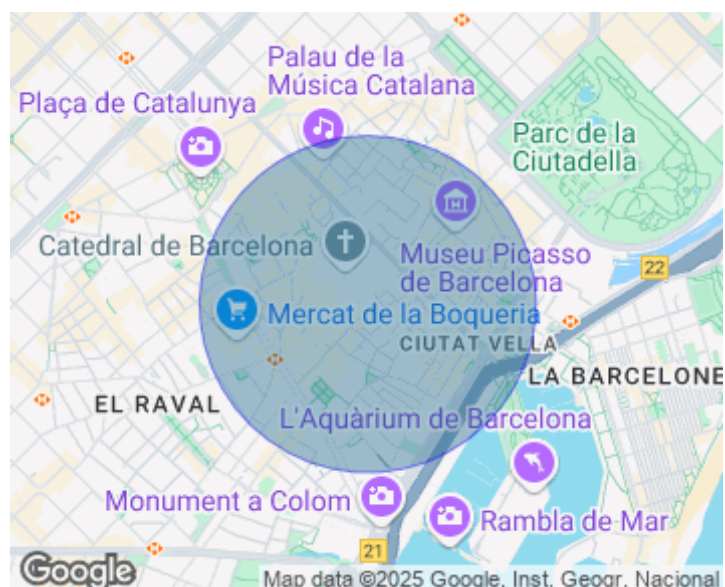 Palau de la
Música Catalana
Plaça de Catalunya
Parc de la
Ciutadella
Catedral de Barcelona
Museu Picasso
de Barcelona
22
Mercat de la Boqueria
CIUTAT VELLA
LA BARCELONE
EL RAVAL
L'Aquàrium de Barcelona
Monument a Colom
Rambla de Mar
21
Google
Map data ©2025 Google, Inst. Geogr. Nacional